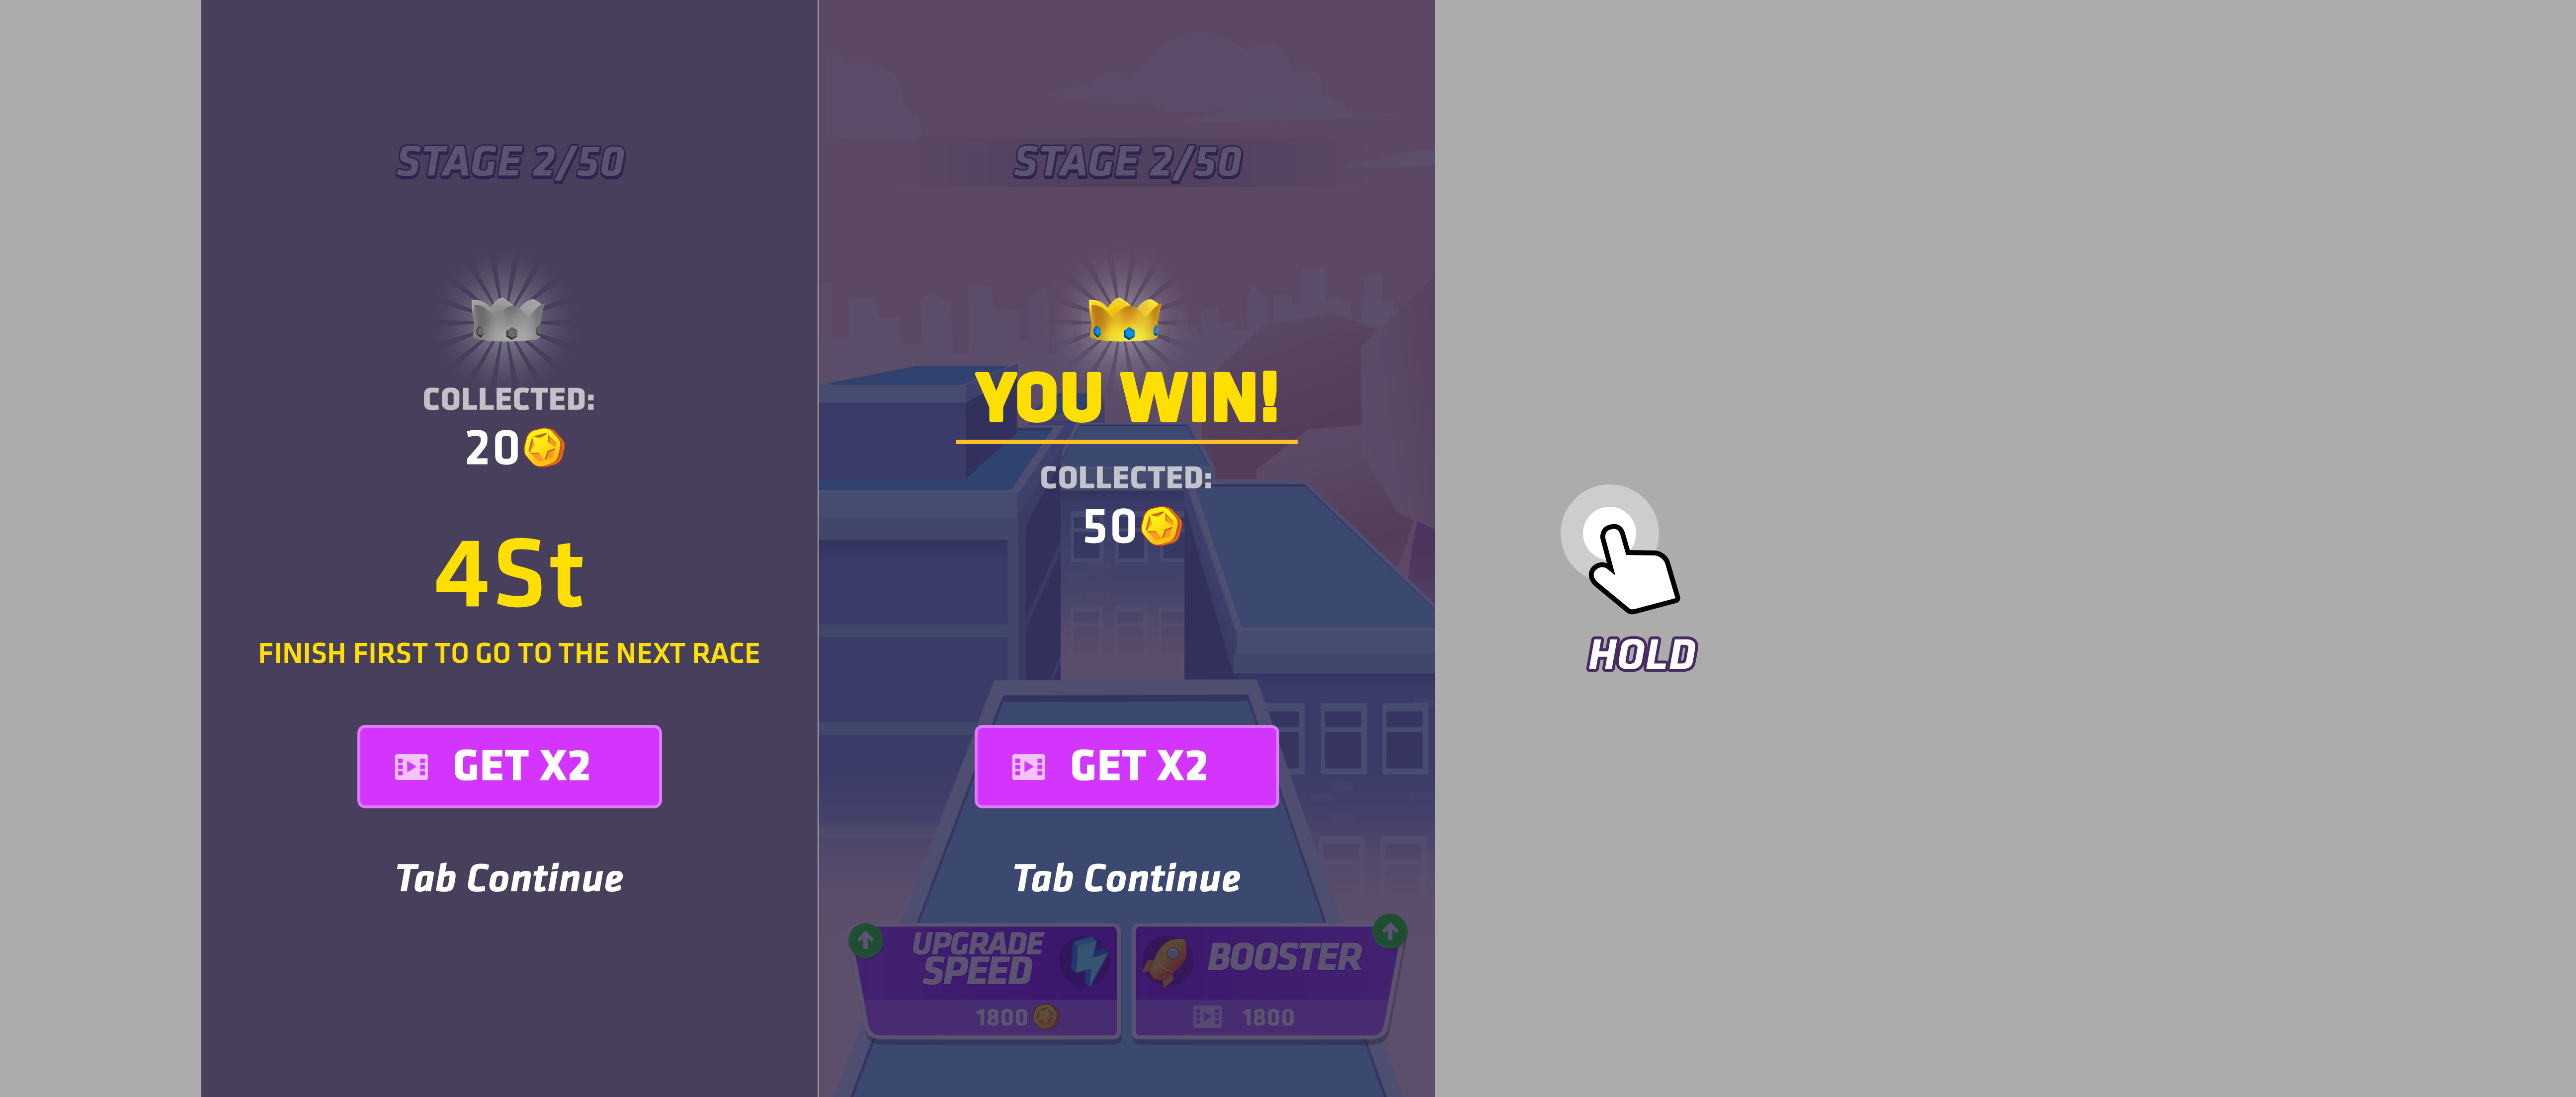 STAGE 2/50
COLLECTED:
20
4St
FINISH FIRST TO GO TO THE NEXT RACE
GET X2
Tab Continue
STAGE 2/50
YOU WIN!
COLLECTED:
50
GET X2
Tab Continue
UPGRADE
SPEED
1800
BOOSTER
1800
HOLD